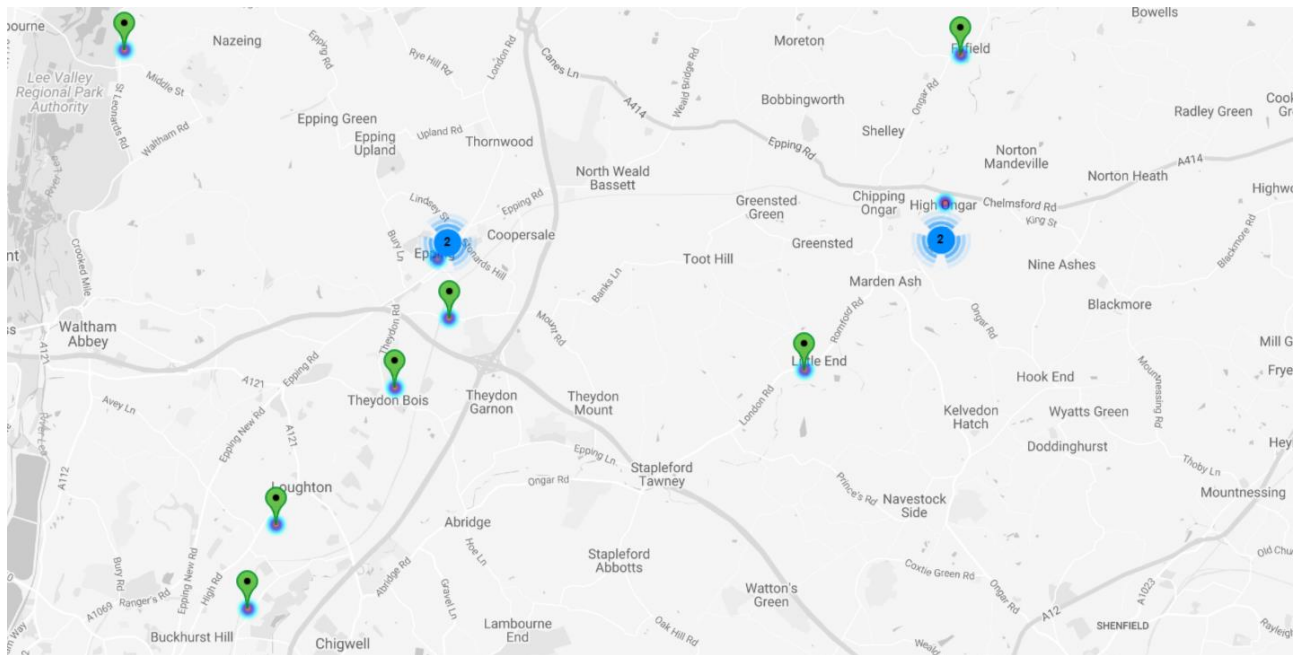 bourne
Nazeing
Epping Rd
Rye Hill Rd
London Rd
Canes Ln
Moreton
Fyfield
Bowells
Lee Valley
Regional Park
Authority
Middle St
St Leonards Rd
Waltham Rd
A414
Weald Bridge Rd
Bobbingworth
Ongar Rd
Radley Green
Epping Green
Epping
Upland
Upland Rd
Thornwood
Shelley
Epping Rd
Norton
Mandeville
A414
North Weald
Bassett
Norton Heath
Lindsey St
Epping Rd
Greensted
Green
Chipping
Ongar
High Ongar
Chelmsford Rd
King St
Crooked Mile
Bury L
Epping
2
Coopersale
Greensted
2
Blackmore Rd
Toot Hill
Nine Ashes
Banks Ln
Marden Ash
Blackmore
Waltham
Abbey
Theydon Rd
Mount Rd
Romford Rd
Ongar Rd
A121
Epping Rd
A121
Little End
Hook End
Mountnessing Rd
Avey Ln
Theydon Bois
Theydon
Garnon
Theydon
Mount
London Rd
Kelvedon
Hatch
Wyatts Green
Epping New Rd
A121
Doddinghurst
Epping Ln
Stapleford
Tawney
Thoby Ln
A112
Loughton
Ongar Rd
Prince's Rd
Navestock
Side
Mountnessing
Abridge
Hoe Ln
Stapleford
Abbotts
Bury Rd
Epping New Rd
High Rd
Abridge Rd
Coxtie Green Rd
Ongar Rd
A1023
A1069
Ranger's Rd
Gravel Ln
Watton's
Green
A12
Buckhurst Hill
Chigwell
Lambourne
End
Oak Hill Rd
SHENFIELD
Weald